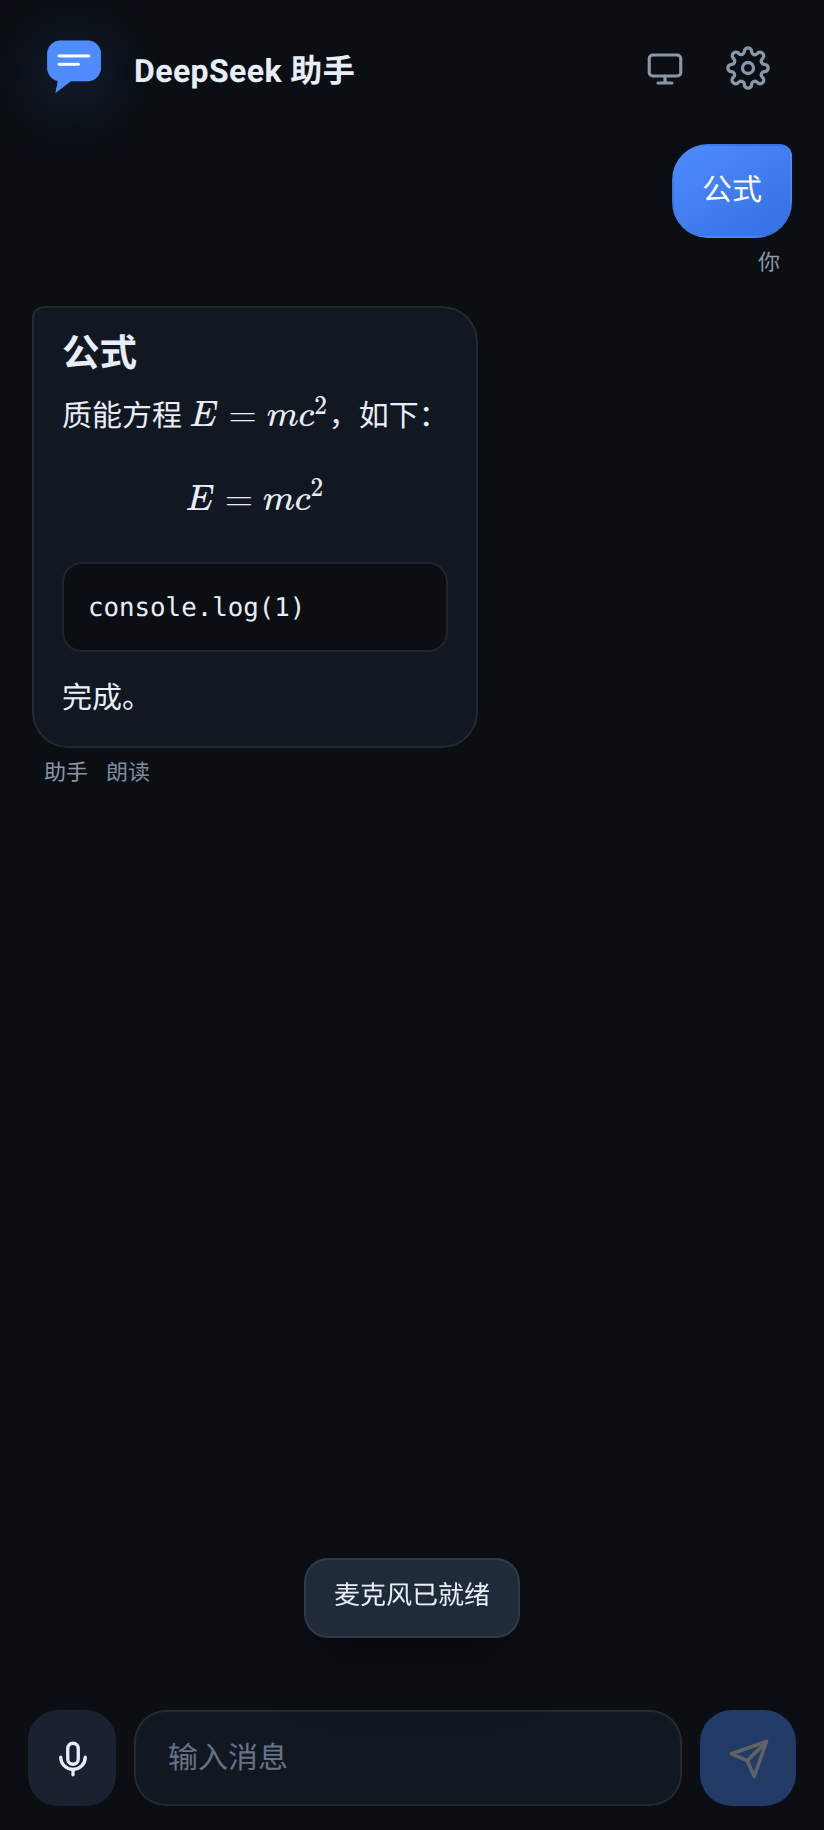 DeepSeek 助手
公式
你
公式
质能方程 E = mc²，如下：
E = mc²
console.log(1)
完成。
助手 朗读
麦克风已就绪
输入消息